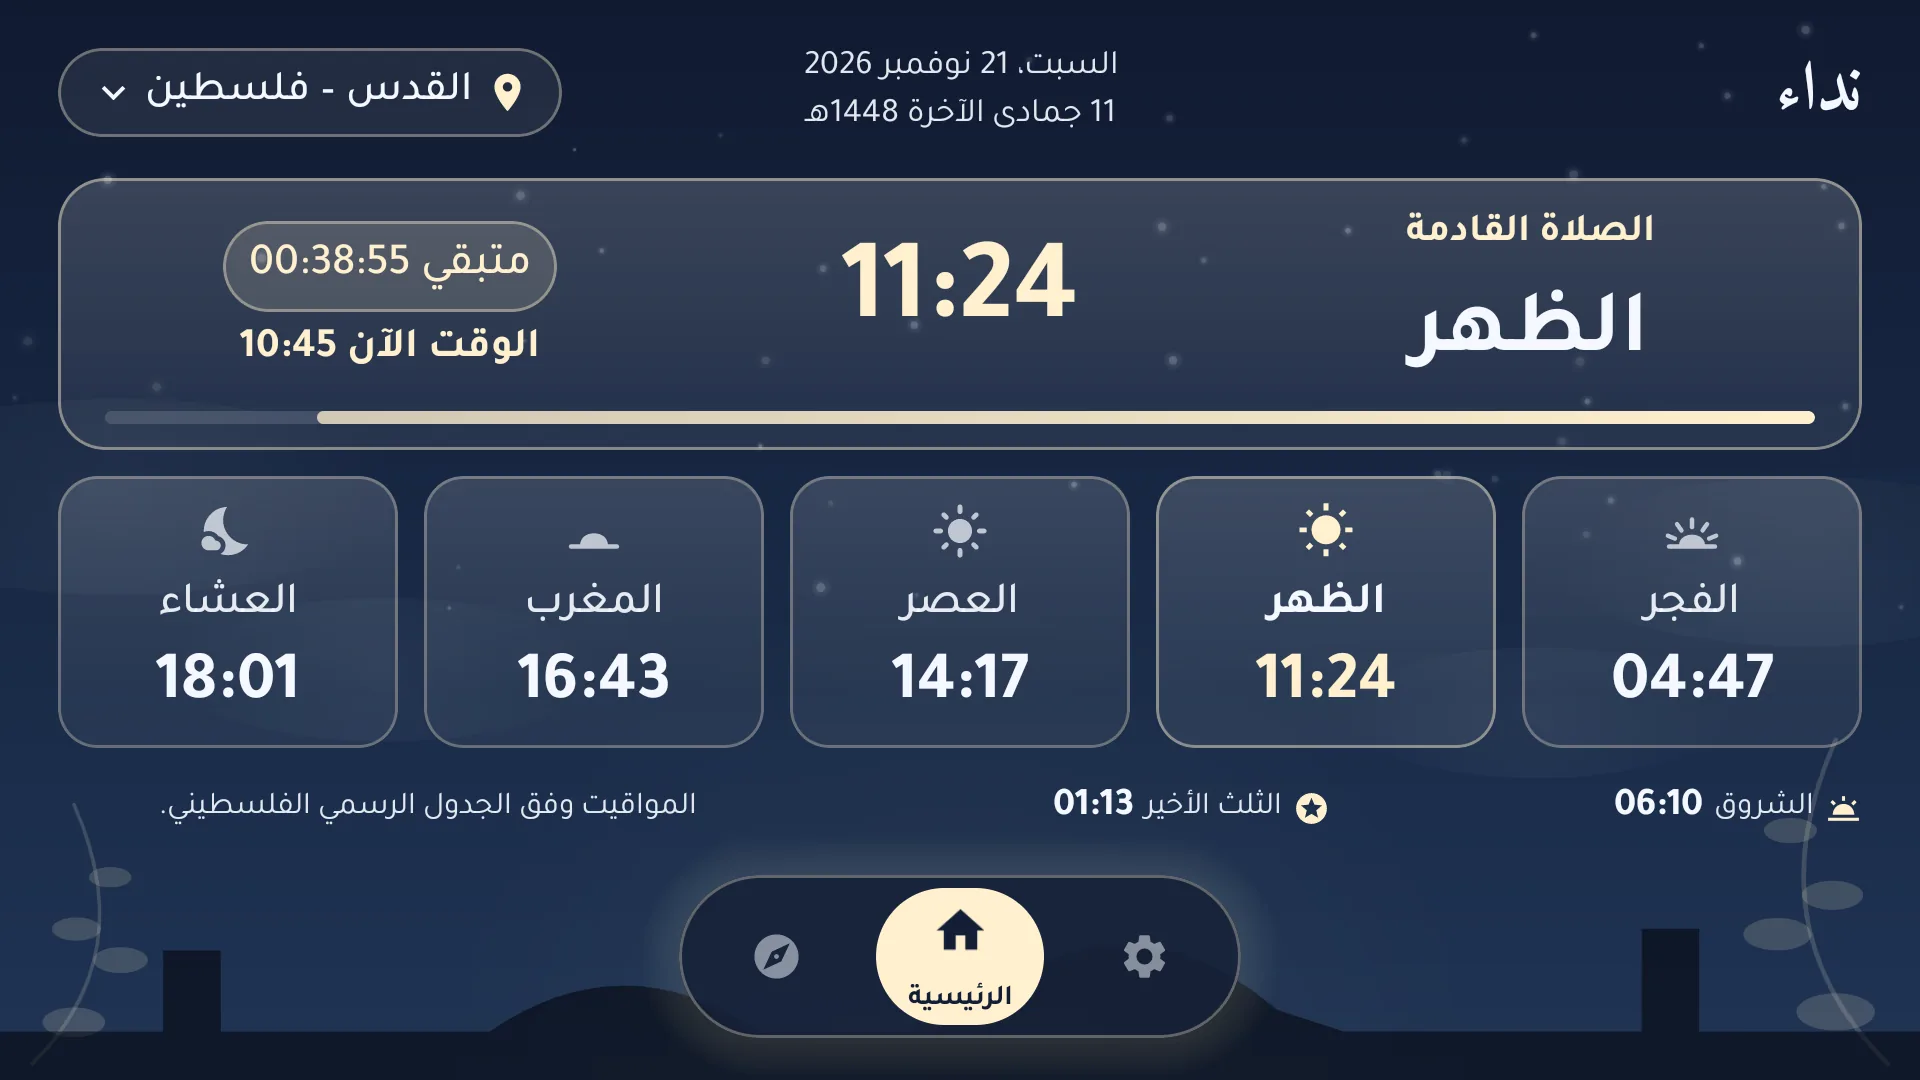 نداء
السبت، 21 نوفمبر 2026
11 جمادى الآخرة 1448هـ
القدس - فلسطين
الصلاة القادمة
الظهر
11:24
متبقي 00:38:55
الوقت الآن 10:45
الفجر
04:47
الظهر
11:24
العصر
14:17
المغرب
16:43
العشاء
18:01
الشروق 06:10
الثلث الأخير 01:13
المواقيت وفق الجدول الرسمي الفلسطيني.
الرئيسية